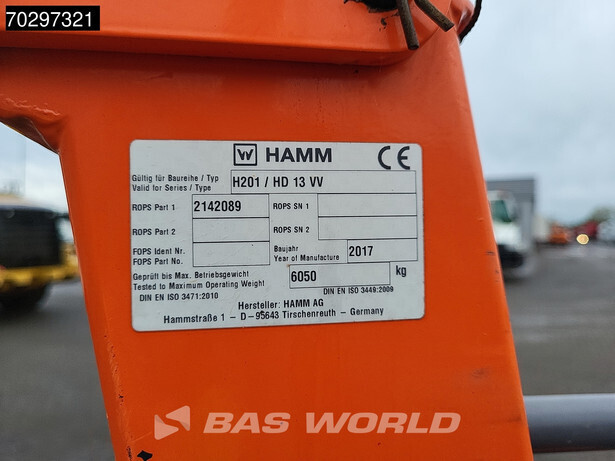 70297321
W HAMM CE
Gültig für Baureihe / Typ
Valid for Series / Type
H201 / HD 13 VV
ROPS Part 1 2142089 ROPS SN 1
ROPS Part 2 ROPS SN 2
FOPS Ident Nr.
FOPS Part No.
Baujahr
Year of Manufacture
2017
Geprüft bis Max. Betriebsgewicht
Tested to Maximum Operating Weight
6050 kg
DIN EN ISO 3471:2010 DIN EN ISO 3449:2009
Hersteller: HAMM AG
Hammstraße 1 - D-95643 Tirschenreuth - Germany
BAS WORLD